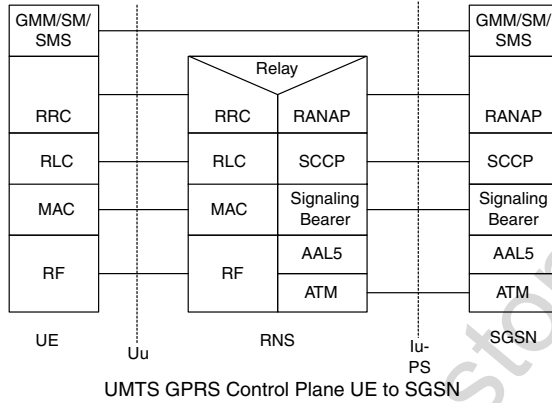 GMM/SM/
SMS
GMM/SM/
SMS
Relay
RRC
RRC
RANAP
RANAP
RLC
RLC
SCCP
SCCP
MAC
MAC
Signaling
Bearer
Signaling
Bearer
RF
RF
AAL5
AAL5
ATM
ATM
UE
Uu
RNS
Iu-
PS
SGSN
UMTS GPRS Control Plane UE to SGSN